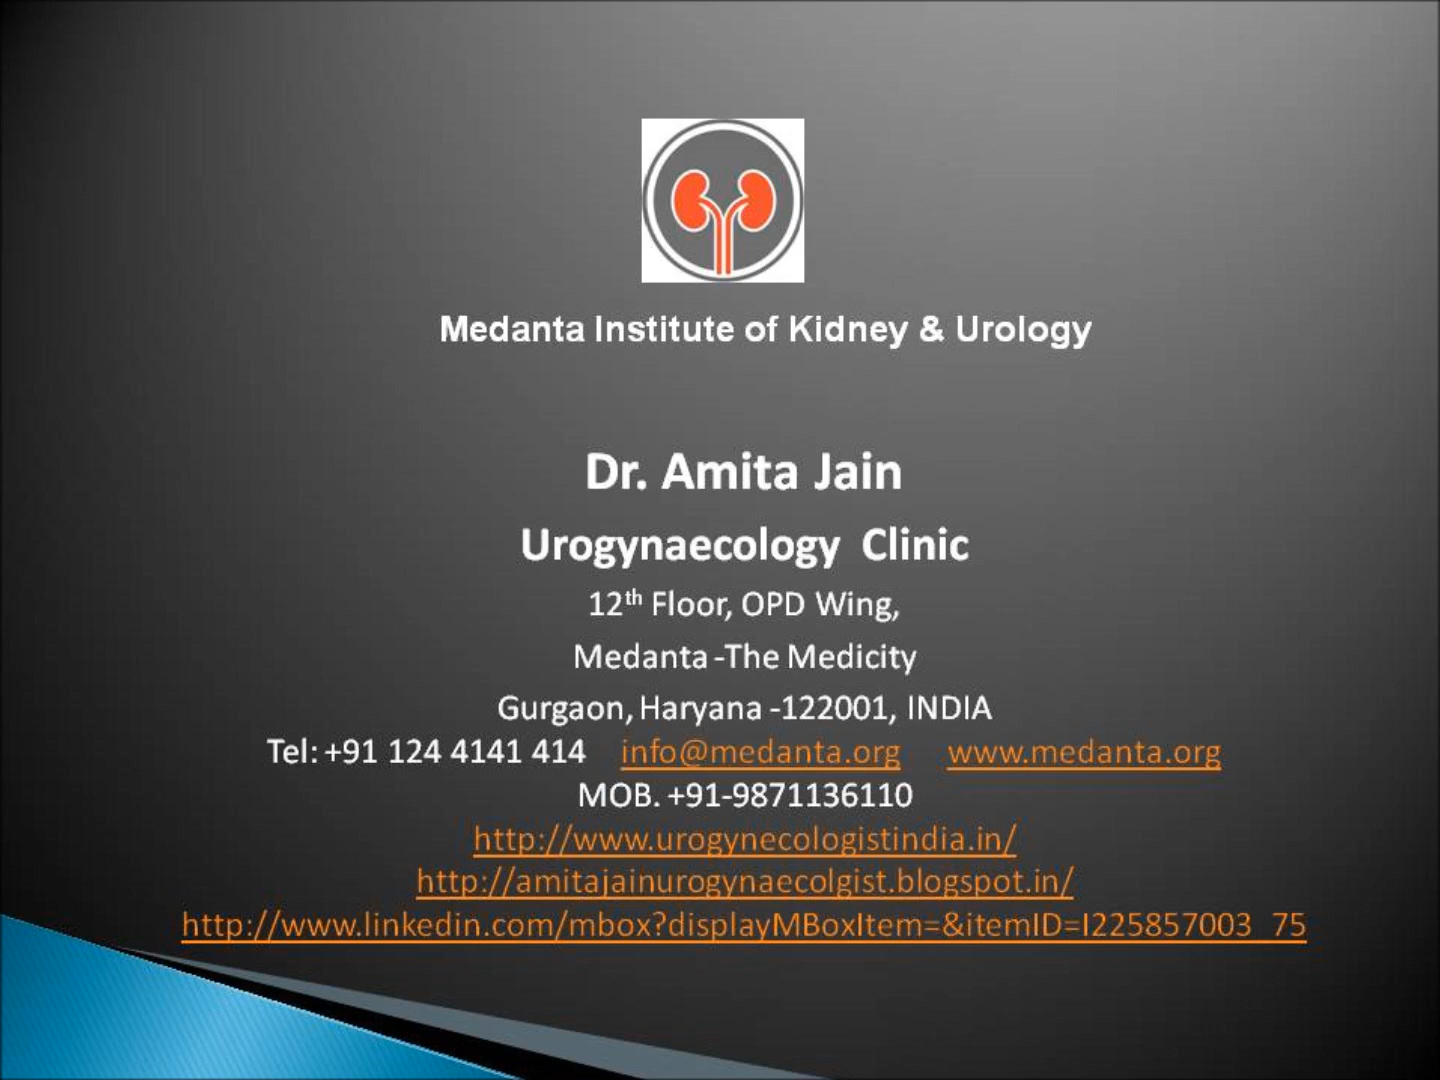 Medanta Institute of Kidney & Urology
Dr. Amita Jain
Urogynaecology Clinic
12th Floor, OPD Wing,
Medanta -The Medicity
Gurgaon, Haryana -122001, INDIA
Tel: +91 124 4141 414 info@medanta.org www.medanta.org
MOB. +91-9871136110
http://www.urogynecologistindia.in/
http://amitajainurogynaecolgist.blogspot.in/
http://www.linkedin.com/mbox?displayMBoxItem=&itemID=I225857003_75